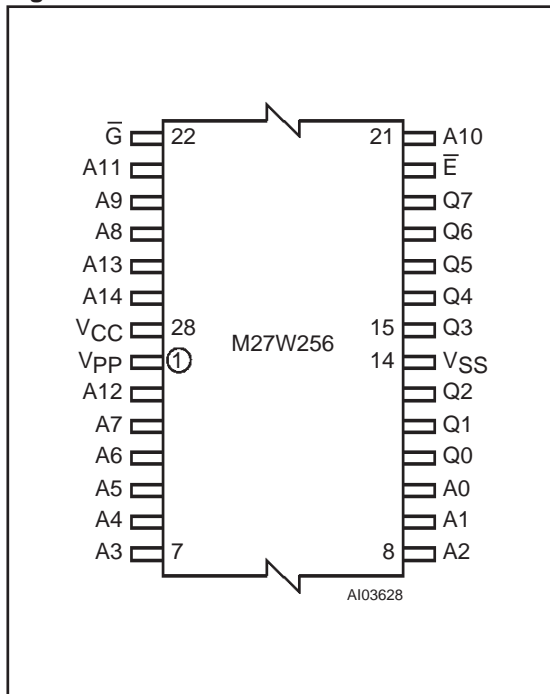 G̅ 22 21 A10
A11 E̅
A9 Q7
A8 Q6
A13 Q5
A14 Q4
VCC 28 15 Q3
VPP 1 M27W256 14 VSS
A12 Q2
A7 Q1
A6 Q0
A5 A0
A4 A1
A3 7 8 A2
AI03628